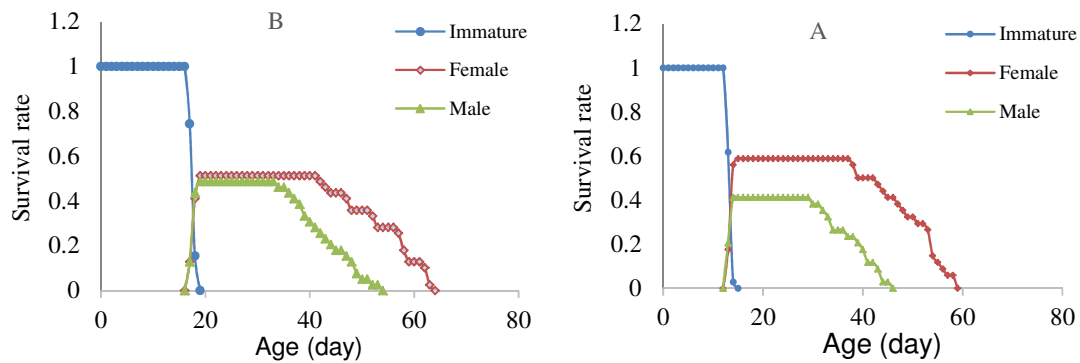 B
1.2
1
0.8
0.6
0.4
0.2
0
Survival rate
0 20 40 60 80
Age (day)
Immature
Female
Male
A
1.2
1
0.8
0.6
0.4
0.2
0
Survival rate
0 20 40 60 80
Age (day)
Immature
Female
Male